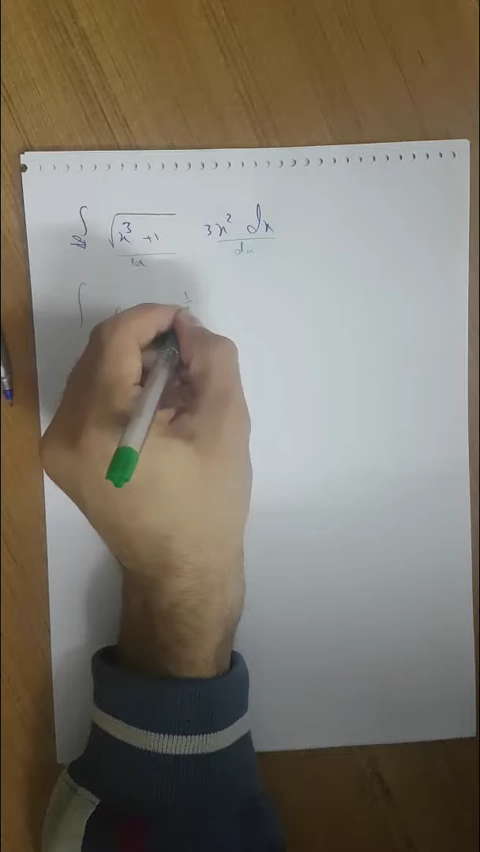 ∫ √(x³ + 1) 3x² dx
u du
∫